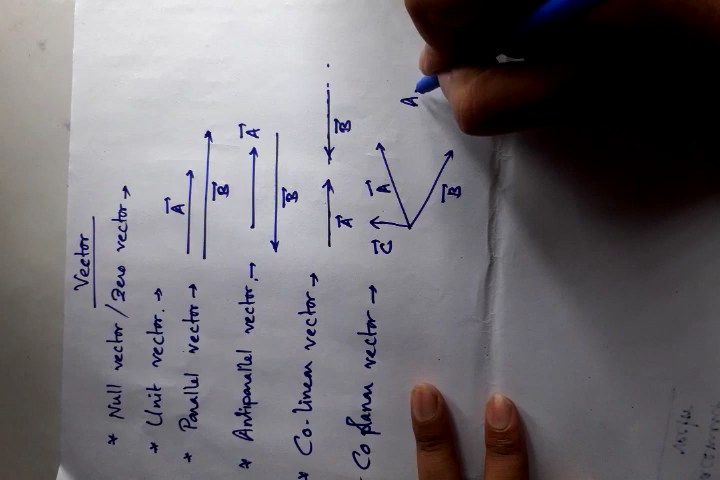 Vector
* Null vector / Zero vector →
* Unit vector. →
* Parallel vector →
A
B
* Antiparallel vector. →
A
B
* Co-linear vector →
A
B
Co planar vector →
C
A
B
A